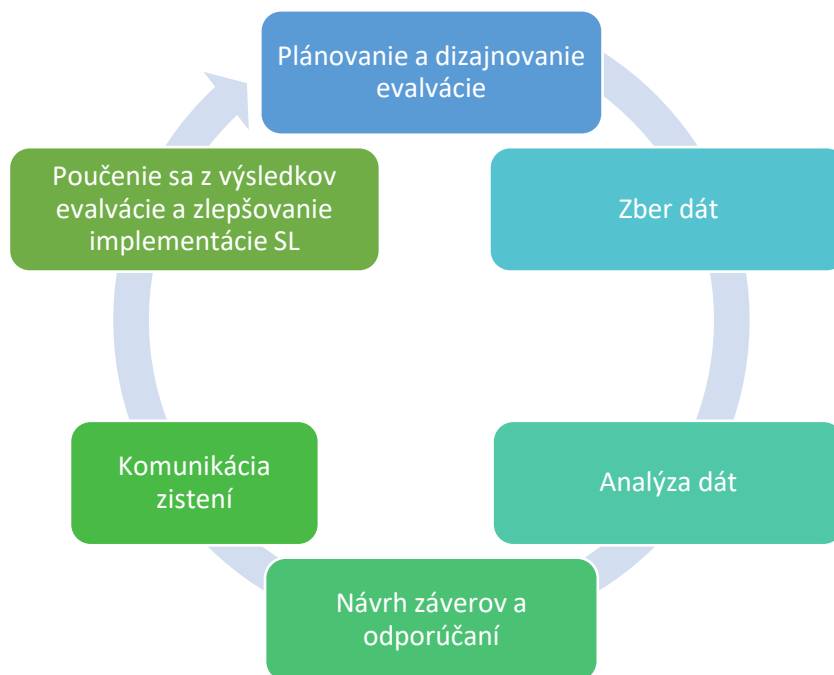 Plánovanie a dizajnovanie
evalvácie
Zber dát
Analýza dát
Návrh záverov a
odporúčaní
Komunikácia
zistení
Poučenie sa z výsledkov
evalvácie a zlepšovanie
implementácie SL